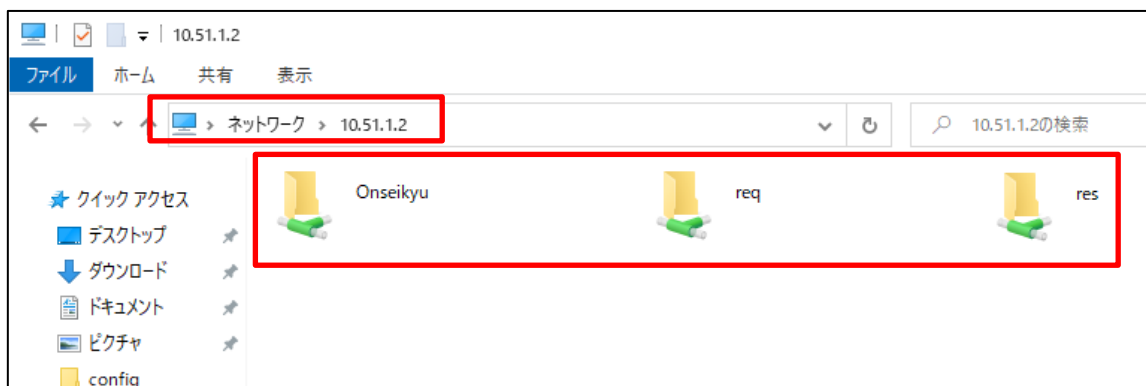 10.51.1.2
ファイル ホーム 共有 表示
ネットワーク > 10.51.1.2
10.51.1.2の検索
クイック アクセス
デスクトップ
ダウンロード
ドキュメント
ピクチャ
config
Onseikyu req res